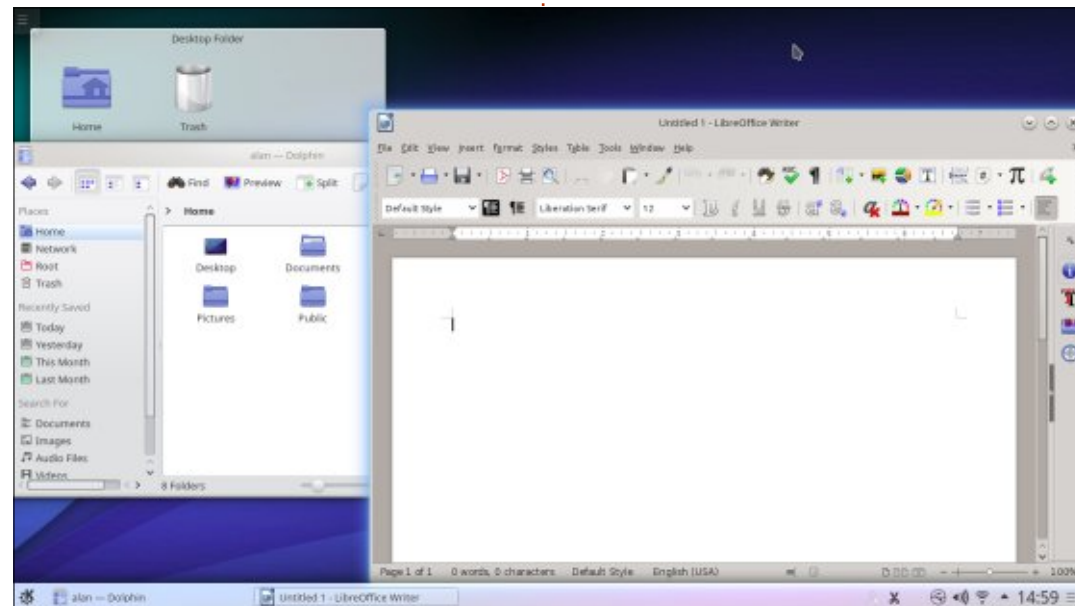 Desktop Folder
Home
Trash
alan — Dolphin
Find
Preview
Split
Places
Home
Network
Root
Trash
Recently Saved
Today
Yesterday
This Month
Last Month
Search For
Documents
Images
Audio Files
Videos
> Home
Desktop
Documents
Pictures
Public
8 Folders
Untitled 1 - LibreOffice Writer
File Edit View Insert Format Styles Table Tools Window Help
Default Style
Liberation Serif
12
Page 1 of 1
0 words, 0 characters
Default Style
English (USA)
100%
alan — Dolphin
Untitled 1 - LibreOffice Writer
14:59